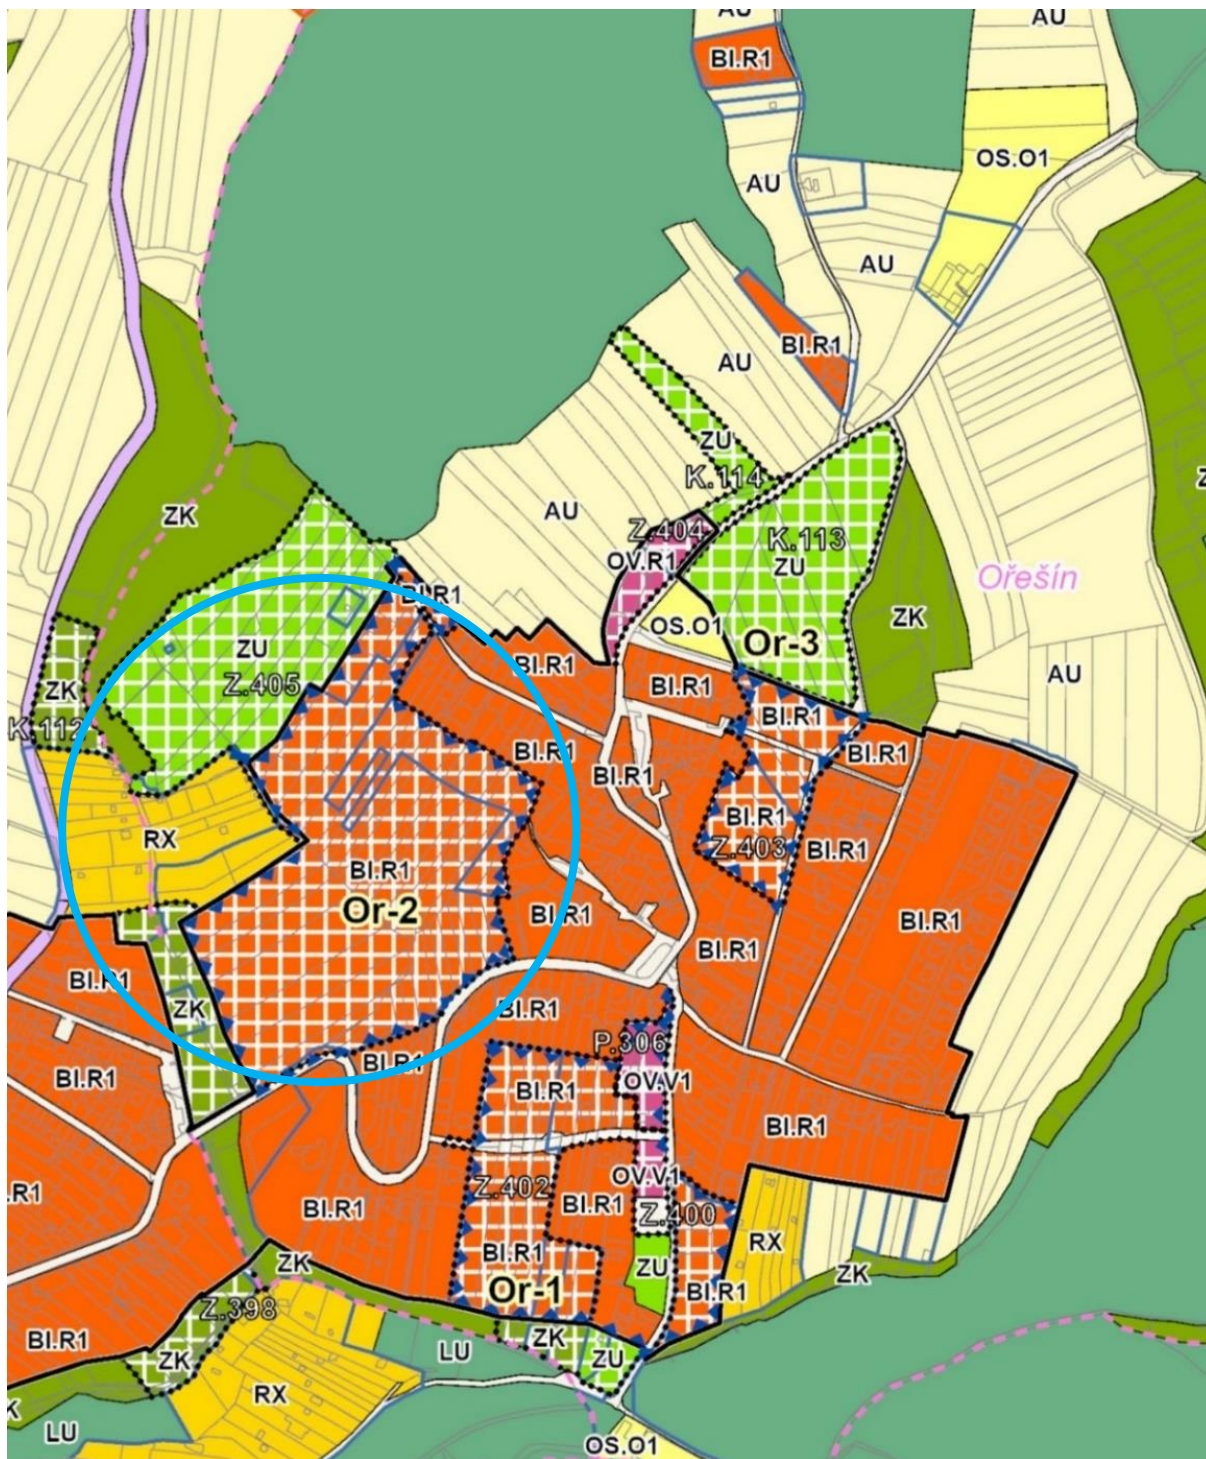 AU
AU
BI.R1
OS.O1
AU
AU
BI.R1
AU
ZU
K.114
ZK
AU
Z.404
K.113
OV.R1
ZU
Ořešín
BI.R1
OS.O1
ZK
ZU
Or-3
BI.R1
BI.R1
AU
Z.405
ZK
K.112
BI.R1
BI.R1
BI.R1
BI.R1
BI.R1
RX
BI.R1
Z.403
BI.R1
BI.R1
Or-2
BI.R1
BI.R1
BI.R1
BI.R1
ZK
BI.R1
P.306
BI.R1
BI.R1
BI.R1
OV.V1
BI.R1
OV.V1
Z.402
BI.R1
BI.R1
Z.400
.R1
BI.R1
RX
ZK
ZU
ZK
Or-1
BI.R1
Z.398
BI.R1
ZK
LU
ZU
ZK
RX
K
LU
OS.O1